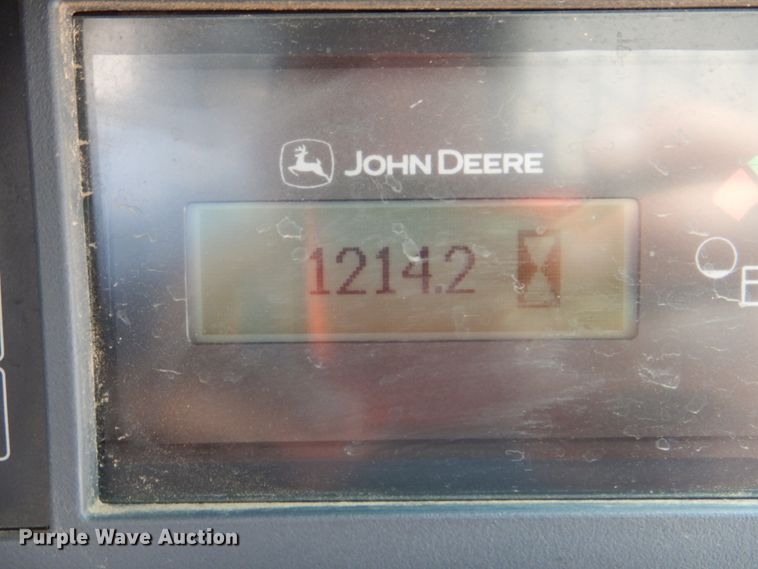 JOHN DEERE
1214.2
E
Purple Wave Auction